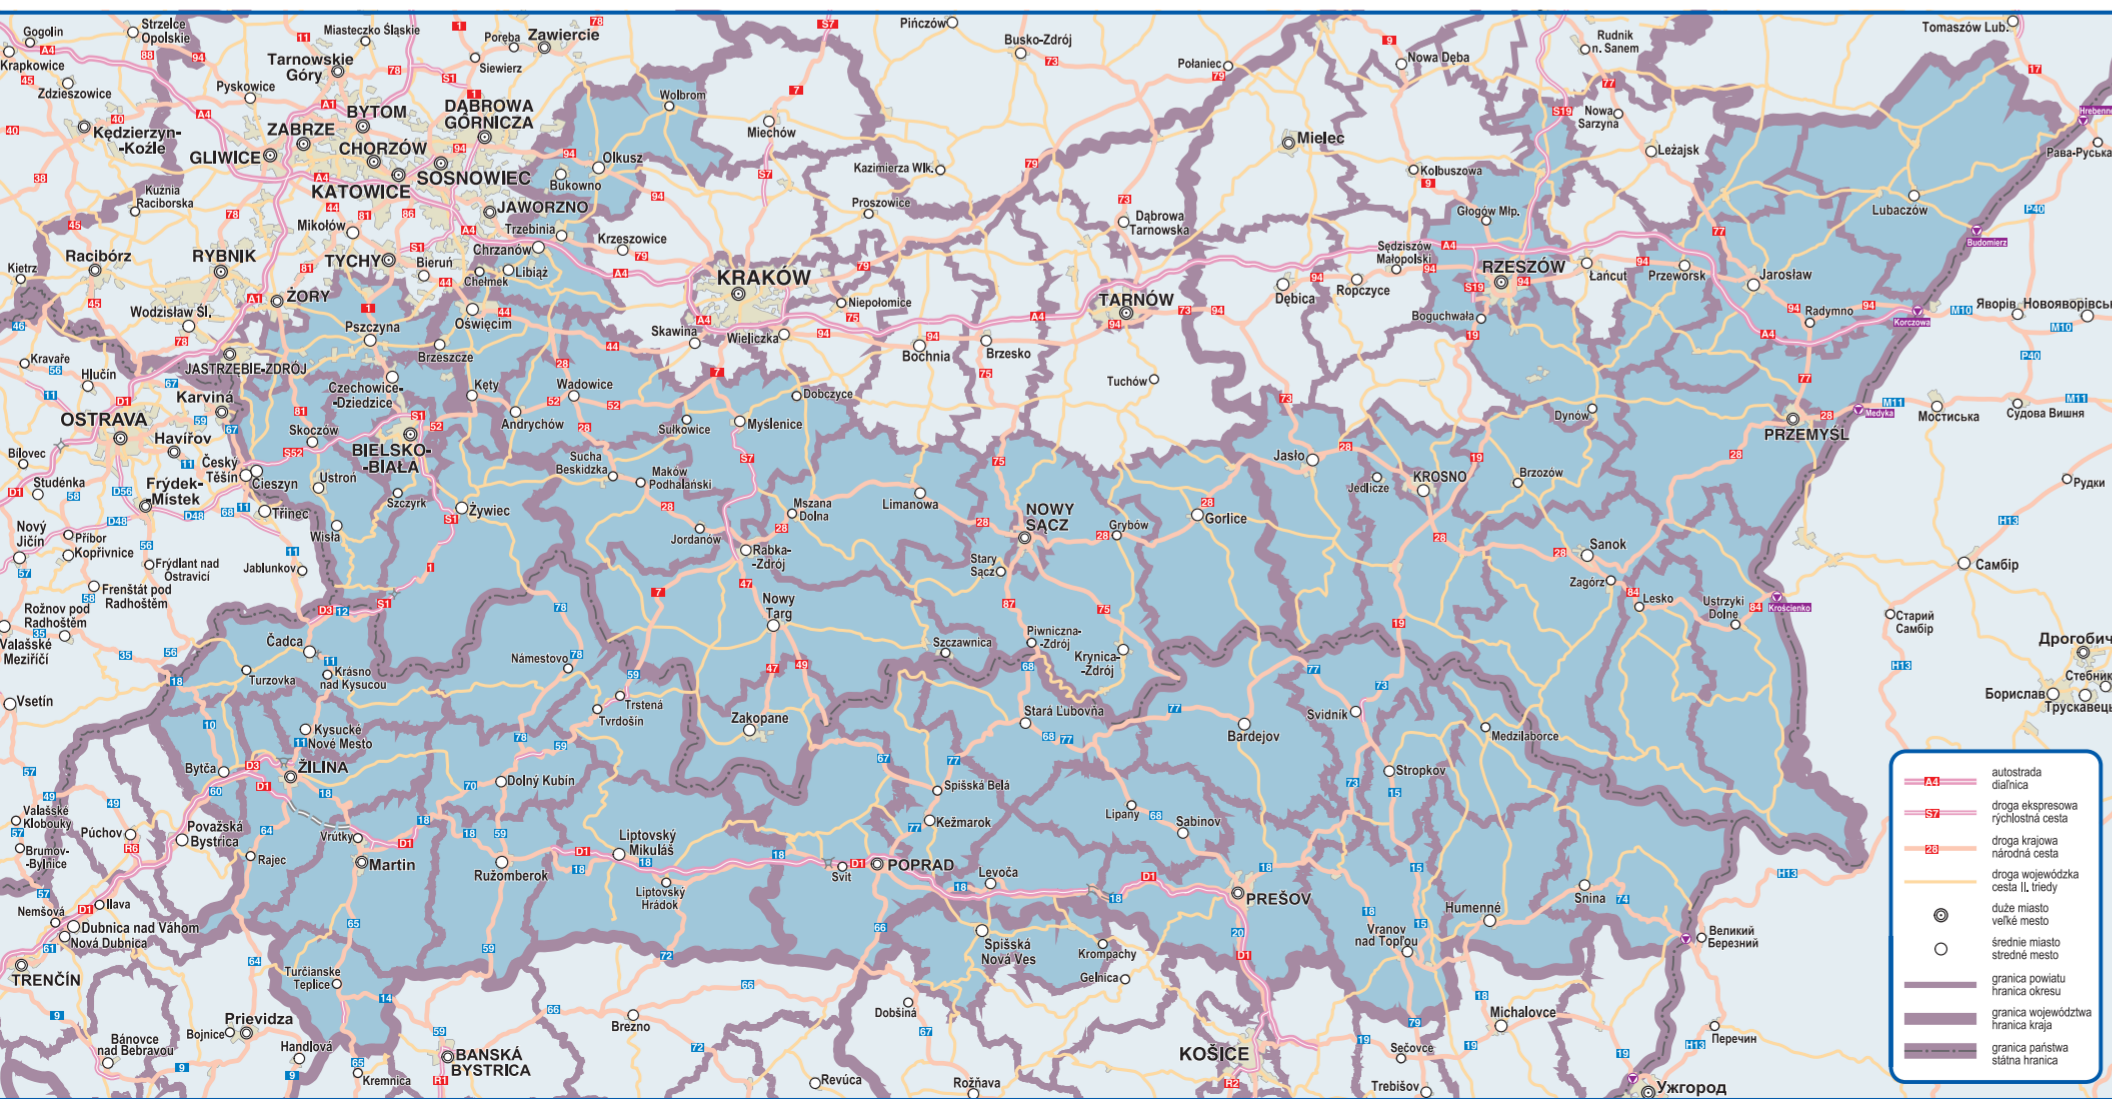 Gogolin
Strzelce
Opolskie
Miasteczko Śląskie
Poręba
Zawiercie
Siewierz
Krapkowice
Zdzieszowice
Tarnowskie
Góry
Pyskowice
BYTOM
DĄBROWA
GÓRNICZA
Kędzierzyn-
-Koźle
ZABRZE
CHORZÓW
GLIWICE
KATOWICE
SOSNOWIEC
JAWORZNO
Kuźnia
Raciborska
Mikołów
TYCHY
Bieruń
Racibórz
RYBNIK
ŻORY
Kietrz
Wodzisław Śl.
Pszczyna
JASTRZĘBIE-ZDRÓJ
Wolbrom
Olkusz
Bukowno
Trzebinia
Chrzanów
Libiąż
Chełmek
Krzeszowice
Oświęcim
Brzeszcze
Miechów
Pińczów
Busko-Zdrój
Połaniec
Kazimierza Wlk.
Proszowice
KRAKÓW
Niepołomice
Skawina
Wieliczka
Bochnia
Brzesko
Dąbrowa
Tarnowska
TARNÓW
Tuchów
Mielec
Nowa Dęba
Rudnik
n. Sanem
Nowa
Sarzyna
Leżajsk
Kolbuszowa
Głogów Młp.
Sędziszów
Małopolski
Ropczyce
Dębica
RZESZÓW
Boguchwała
Łańcut
Przeworsk
Jarosław
Radymno
Lubaczów
Tomaszów Lub.
Hrebenne
Рава-Руська
Budomierz
Korczowa
Яворів
Новояворівськ
Medyka
Мостиська
Судова Вишня
PRZEMYŚL
Dynów
Kravaře
Hlučín
Karviná
OSTRAVA
Havířov
Bílovec
Studénka
Český
Těšín
Cieszyn
Frýdek-
-Místek
Třinec
Nový
Jičín
Příbor
Kopřivnice
Frýdlant nad
Ostravicí
Jablunkov
Frenštát pod
Radhoštěm
Rožnov pod
Radhoštěm
Valašské
Meziříčí
Vsetín
Czechowice-
-Dziedzice
Skoczów
BIELSKO-
-BIAŁA
Ustroń
Szczyrk
Wisła
Żywiec
Kęty
Andrychów
Wadowice
Sułkowice
Myślenice
Dobczyce
Sucha
Beskidzka
Maków
Podhalański
Jordanów
Mszana
Dolna
Rabka-
-Zdrój
Nowy
Targ
Zakopane
Limanowa
NOWY
SĄCZ
Stary
Sącz
Grybów
Gorlice
Szczawnica
Piwniczna-
-Zdrój
Krynica-
-Zdrój
Jasło
Jedlicze
KROSNO
Brzozów
Sanok
Zagórz
Lesko
Ustrzyki
Dolne
Krościenko
Рудки
Самбір
Старий
Самбір
Дрогобич
Стебник
Борислав
Трускавець
Čadca
Turzovka
Krásno
nad Kysucou
Kysucké
Nové Mesto
Bytča
ŽILINA
Námestovo
Trstená
Tvrdošín
Dolný Kubín
Valašské
Klobouky
Brumov-
-Bylnice
Púchov
Považská
Bystrica
Rajec
Vrútky
Martin
Ružomberok
Liptovský
Mikuláš
Liptovský
Hrádok
Svit
POPRAD
Stará Ľubovňa
Spišská Belá
Kežmarok
Levoča
Lipany
Sabinov
PREŠOV
Bardejov
Svidník
Stropkov
Medzilaborce
Humenné
Snina
Vranov
nad Topľou
Spišská
Nová Ves
Krompachy
Gelnica
Dobšiná
Nemšová
Ilava
Dubnica nad Váhom
Nová Dubnica
TRENČÍN
Turčianske
Teplice
Bánovce
nad Bebravou
Bojnice
Prievidza
Handlová
Kremnica
BANSKÁ
BYSTRICA
Brezno
Revúca
Rožňava
KOŠICE
Sečovce
Trebišov
Michalovce
Великий
Березний
Перечин
Ужгород
A4 autostrada
diaľnica
S7 droga ekspresowa
rýchlostná cesta
28 droga krajowa
národná cesta
droga wojewódzka
cesta II. triedy
duże miasto
veľké mesto
średnie miasto
stredné mesto
granica powiatu
hranica okresu
granica województwa
hranica kraja
granica państwa
štátna hranica